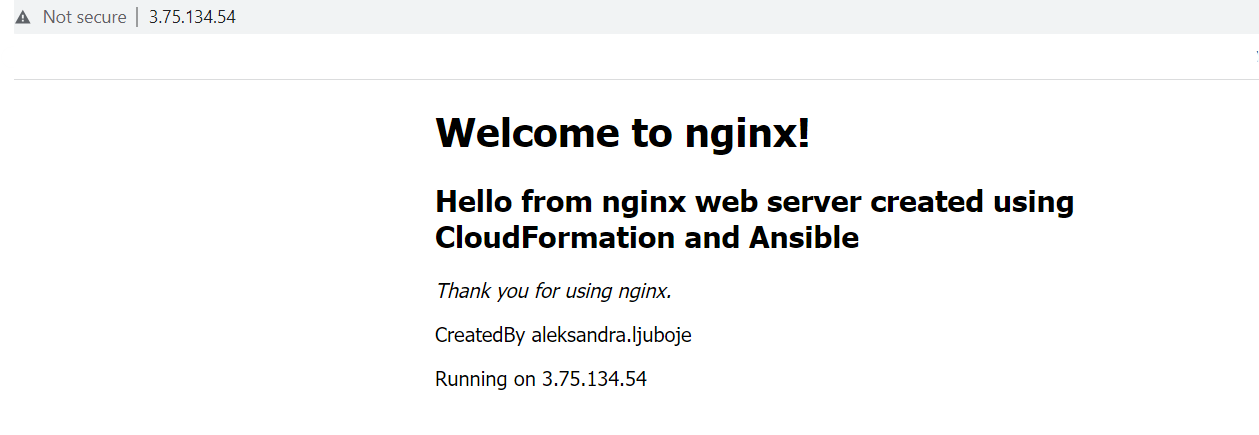 Not secure | 3.75.134.54
Welcome to nginx!
Hello from nginx web server created using
CloudFormation and Ansible
Thank you for using nginx.
CreatedBy aleksandra.ljuboje
Running on 3.75.134.54